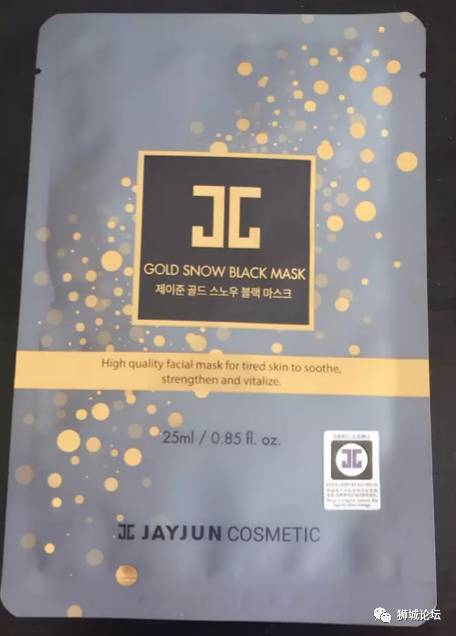 GOLD SNOW BLACK MASK
제이준 골드 스노우 블랙 마스크
High quality facial mask for tired skin to soothe,
strengthen and vitalize.
25ml / 0.85 fl. oz.
JAYJUN COSMETIC
狮城论坛